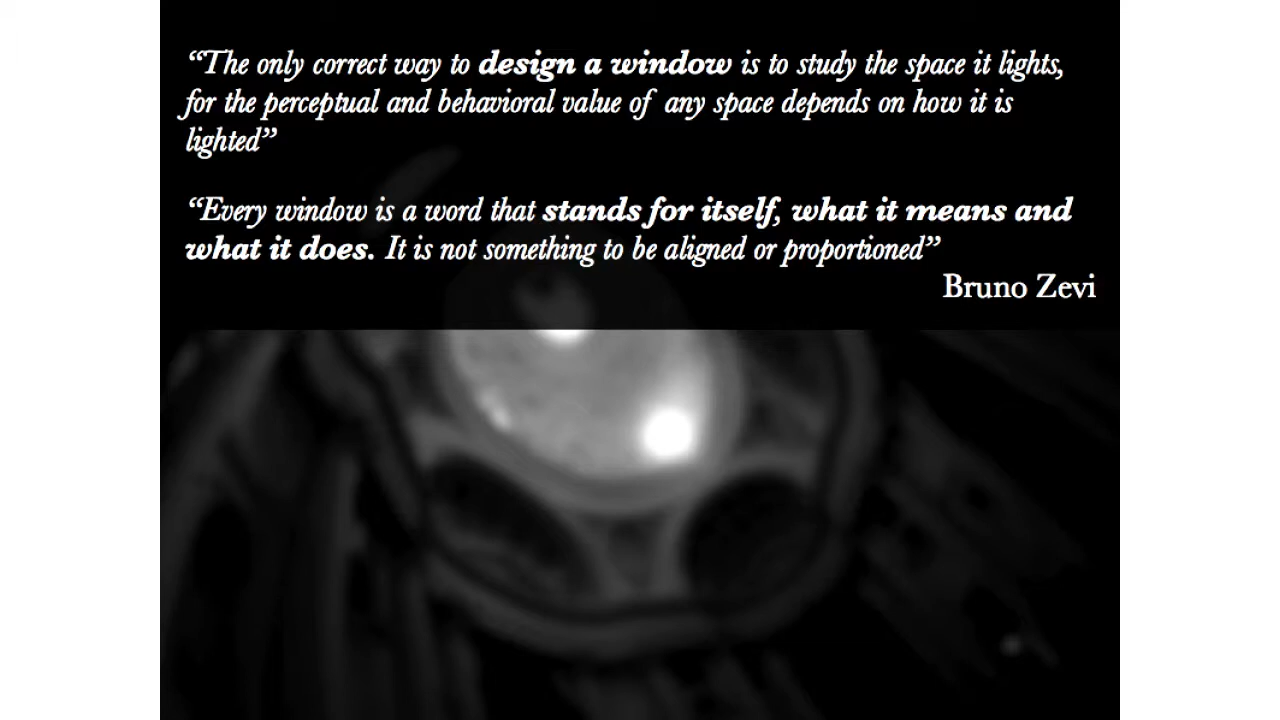 “The only correct way to design a window is to study the space it lights,
for the perceptual and behavioral value of any space depends on how it is
lighted”
“Every window is a word that stands for itself, what it means and
what it does. It is not something to be aligned or proportioned”
Bruno Zevi